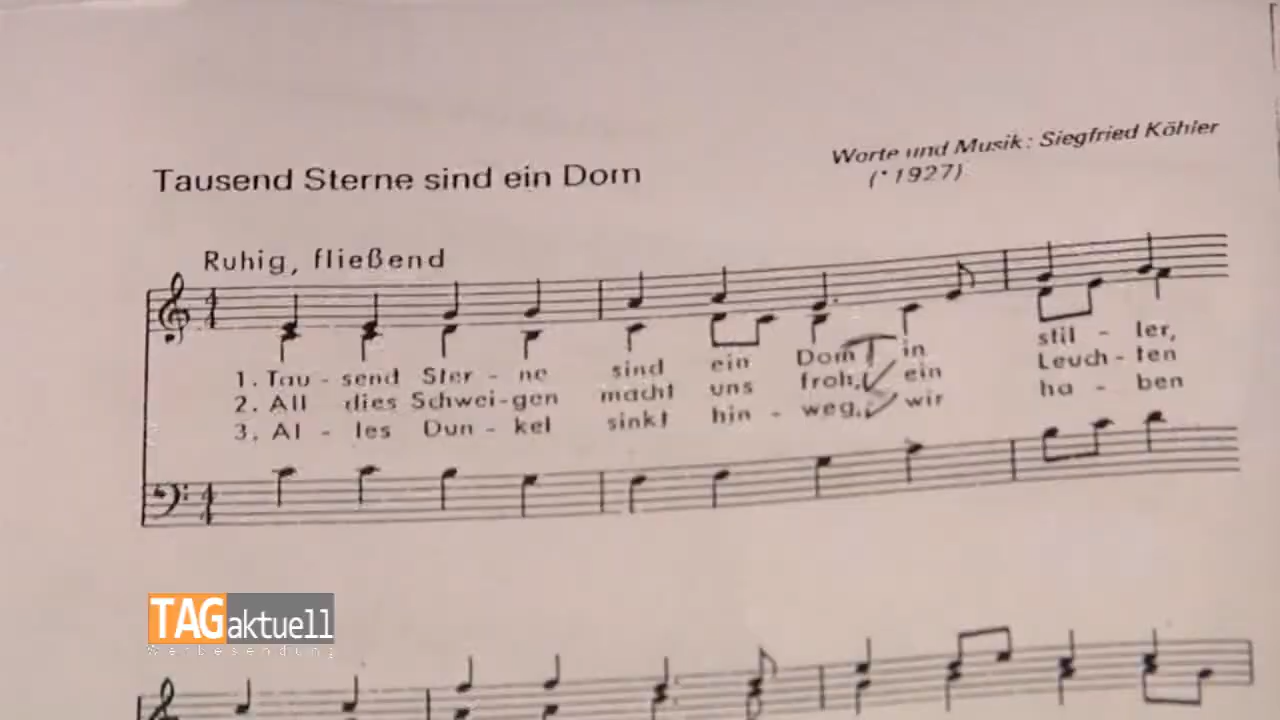 Worte und Musik: Siegfried Köhler
(*1927)
Tausend Sterne sind ein Dom
Ruhig, fließend
1. Tau - send Ster - ne sind ein Dom in stil - ler,
2. All dies Schwei-gen macht uns froh, ein Leuch - ten
3. Al - les Dun - kel sinkt hin - weg, wir ha - ben
TAGaktuell
Werbesendung